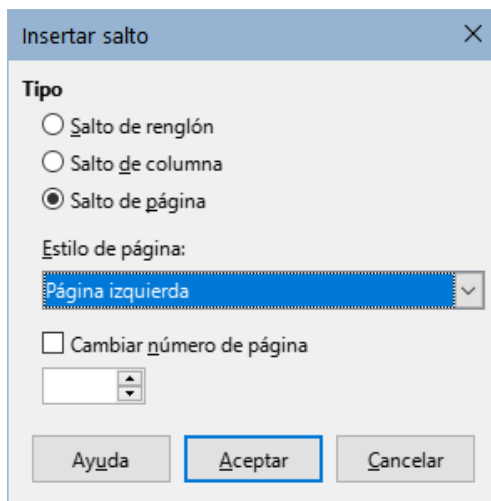 Insertar salto
Tipo
Salto de renglón
Salto de columna
Salto de página
Estilo de página:
Página izquierda
Cambiar número de página
Ayuda
Aceptar
Cancelar